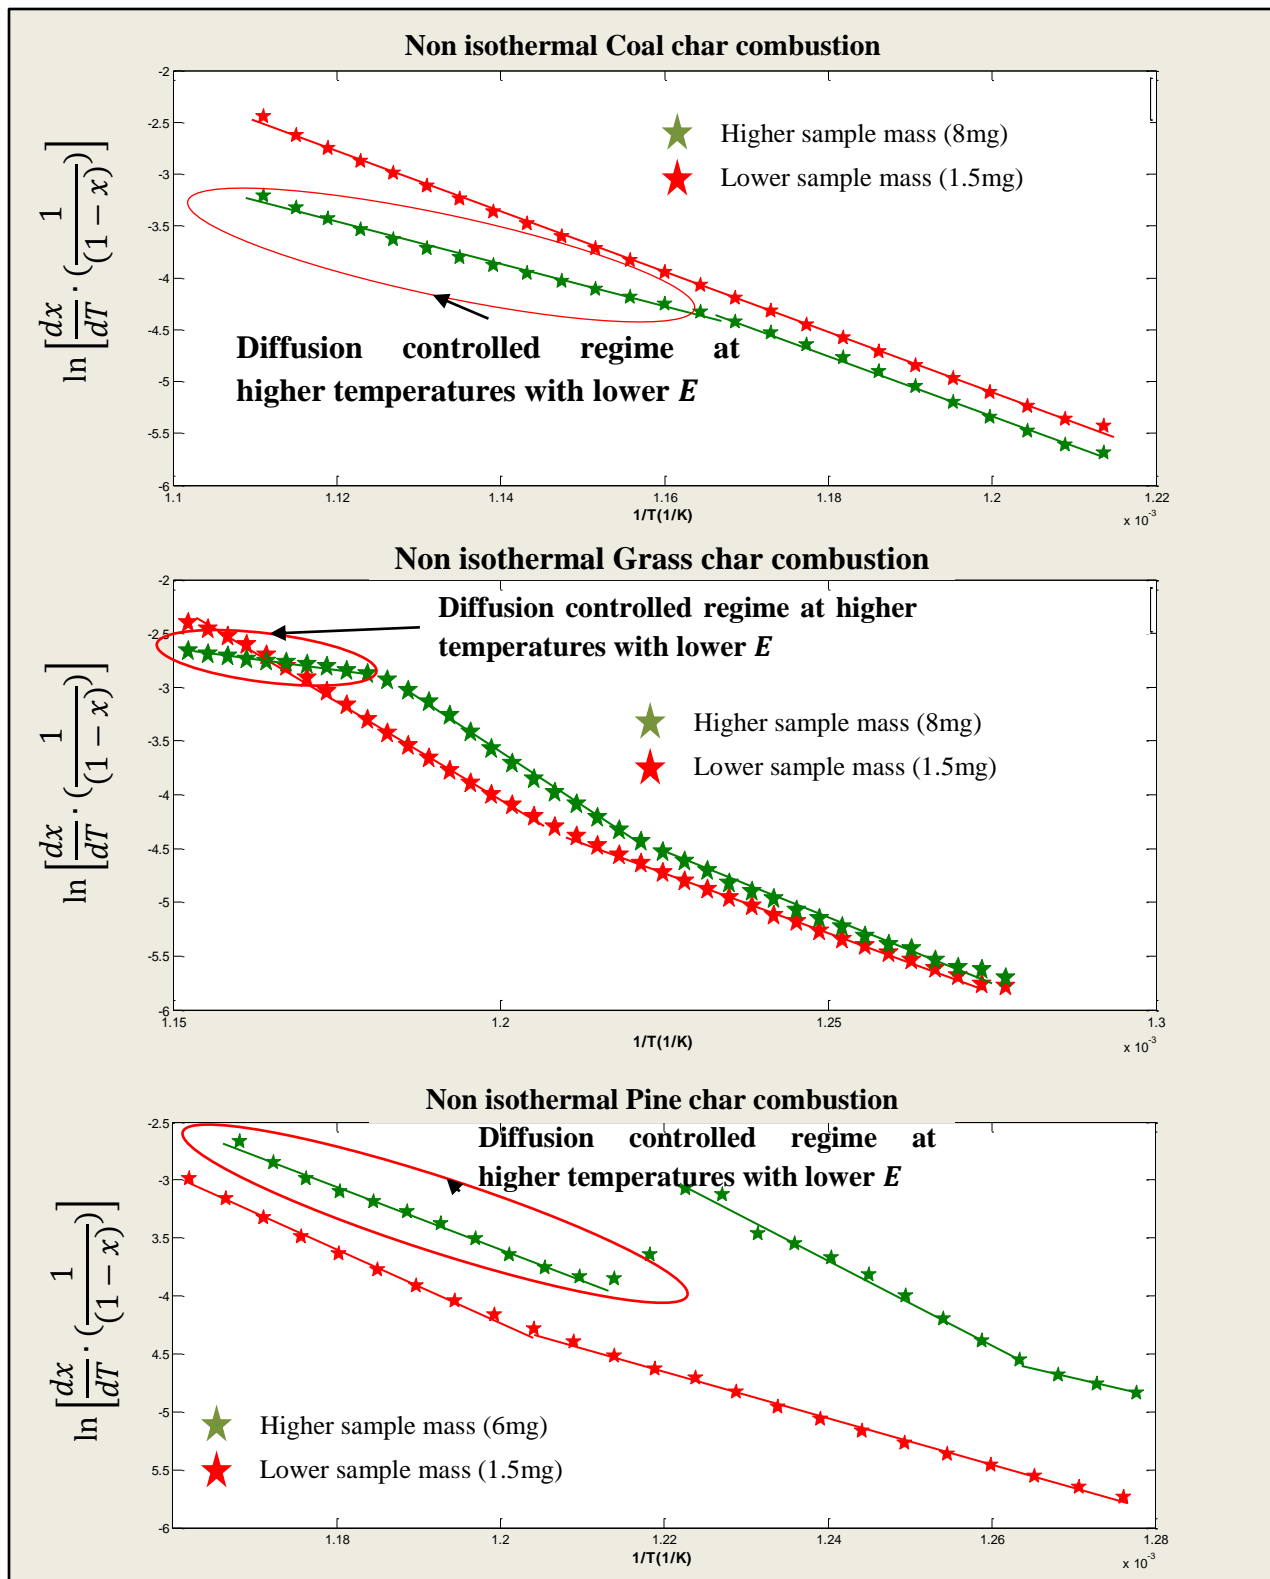 Non isothermal Coal char combustion
-2
-2.5
-3
-3.5
-4
-4.5
-5
-5.5
-6
ln [dx/dT · (1/(1 − x))]
Higher sample mass (8mg)
Lower sample mass (1.5mg)
Diffusion controlled regime at
higher temperatures with lower E
1.1 1.12 1.14 1.16 1.18 1.2 1.22
1/T(1/K)
x 10⁻³
Non isothermal Grass char combustion
-2
-2.5
-3
-3.5
-4
-4.5
-5
-5.5
-6
ln [dx/dT · (1/(1 − x))]
Diffusion controlled regime at higher
temperatures with lower E
Higher sample mass (8mg)
Lower sample mass (1.5mg)
1.15 1.2 1.25 1.3
1/T(1/K)
x 10⁻³
Non isothermal Pine char combustion
-2.5
-3
-3.5
-4
-4.5
-5
-5.5
-6
ln [dx/dT · (1/(1 − x))]
Diffusion controlled regime at
higher temperatures with lower E
Higher sample mass (6mg)
Lower sample mass (1.5mg)
1.18 1.2 1.22 1.24 1.26 1.28
1/T(1/K)
x 10⁻³